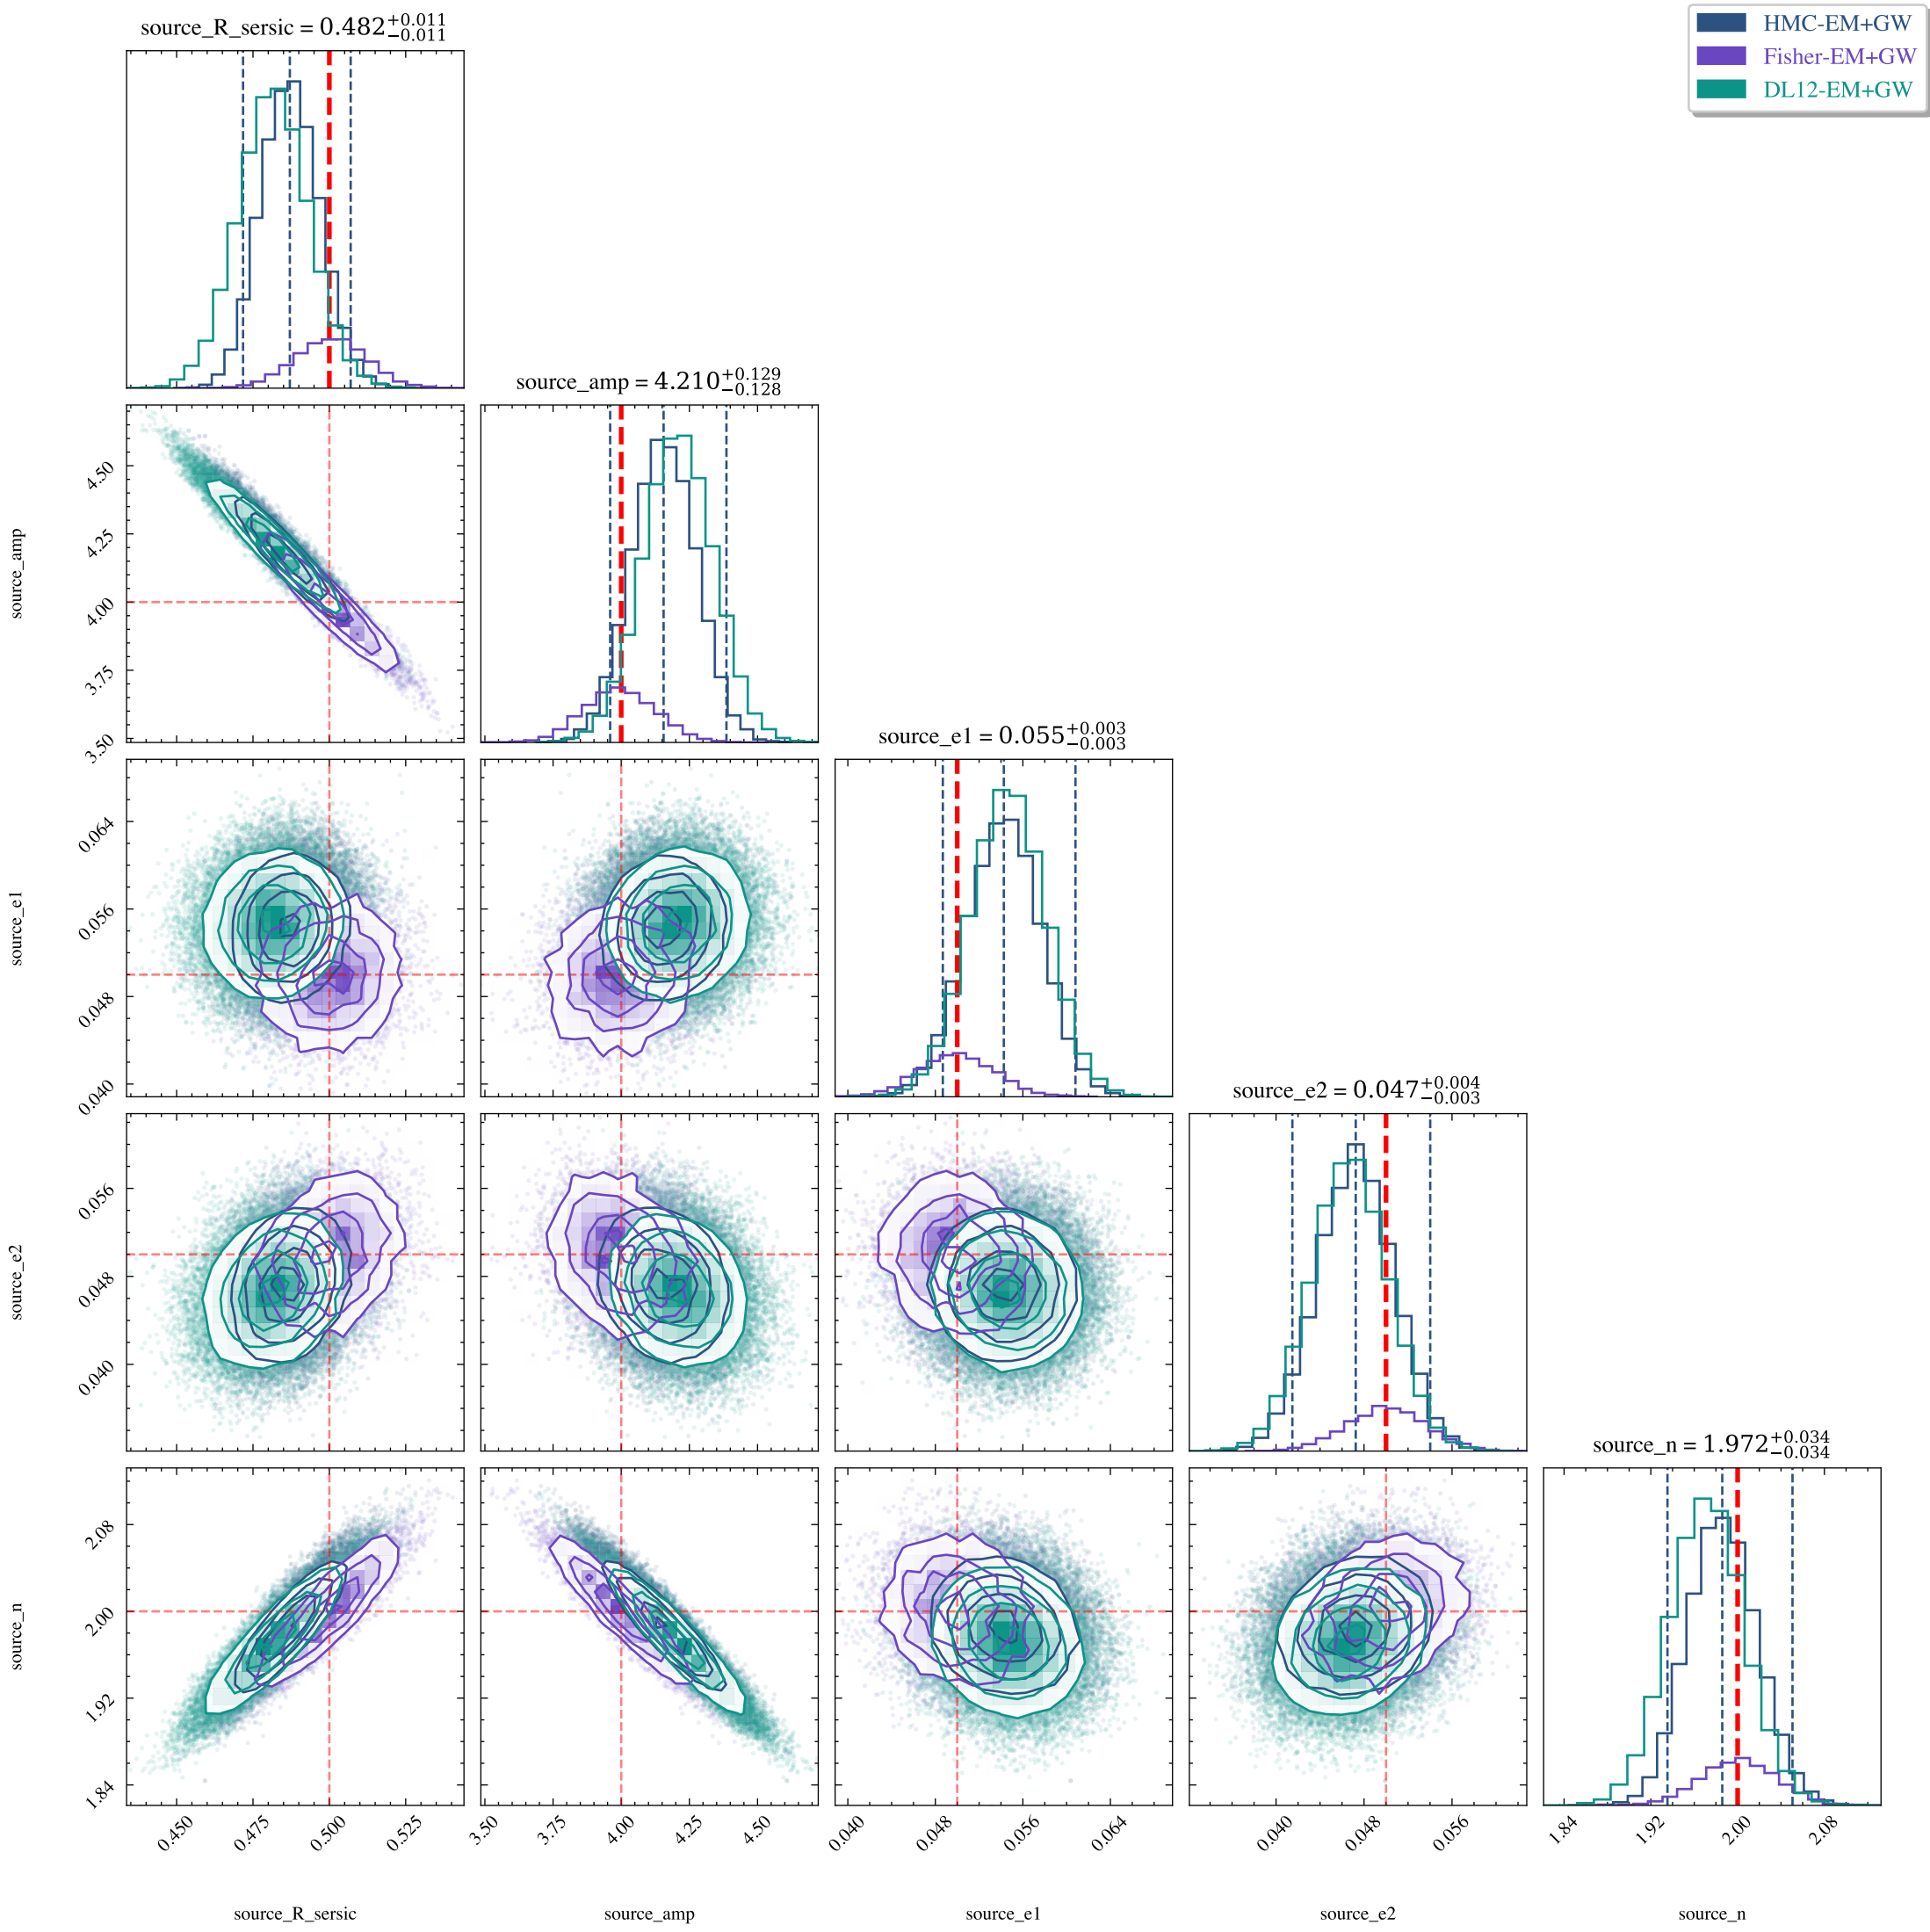 source_R_sersic = 0.482 +0.011 −0.011
HMC-EM+GW
Fisher-EM+GW
DL12-EM+GW
source_amp = 4.210 +0.129 −0.128
source_amp
4.50
4.25
4.00
3.75
3.50
source_e1 = 0.055 +0.003 −0.003
source_e1
0.064
0.056
0.048
0.040
source_e2 = 0.047 +0.004 −0.003
source_e2
0.056
0.048
0.040
source_n = 1.972 +0.034 −0.034
source_n
2.08
2.00
1.92
1.84
0.450 0.475 0.500 0.525
3.50 3.75 4.00 4.25 4.50
0.040 0.048 0.056 0.064
0.040 0.048 0.056
1.84 1.92 2.00 2.08
source_R_sersic
source_amp
source_e1
source_e2
source_n